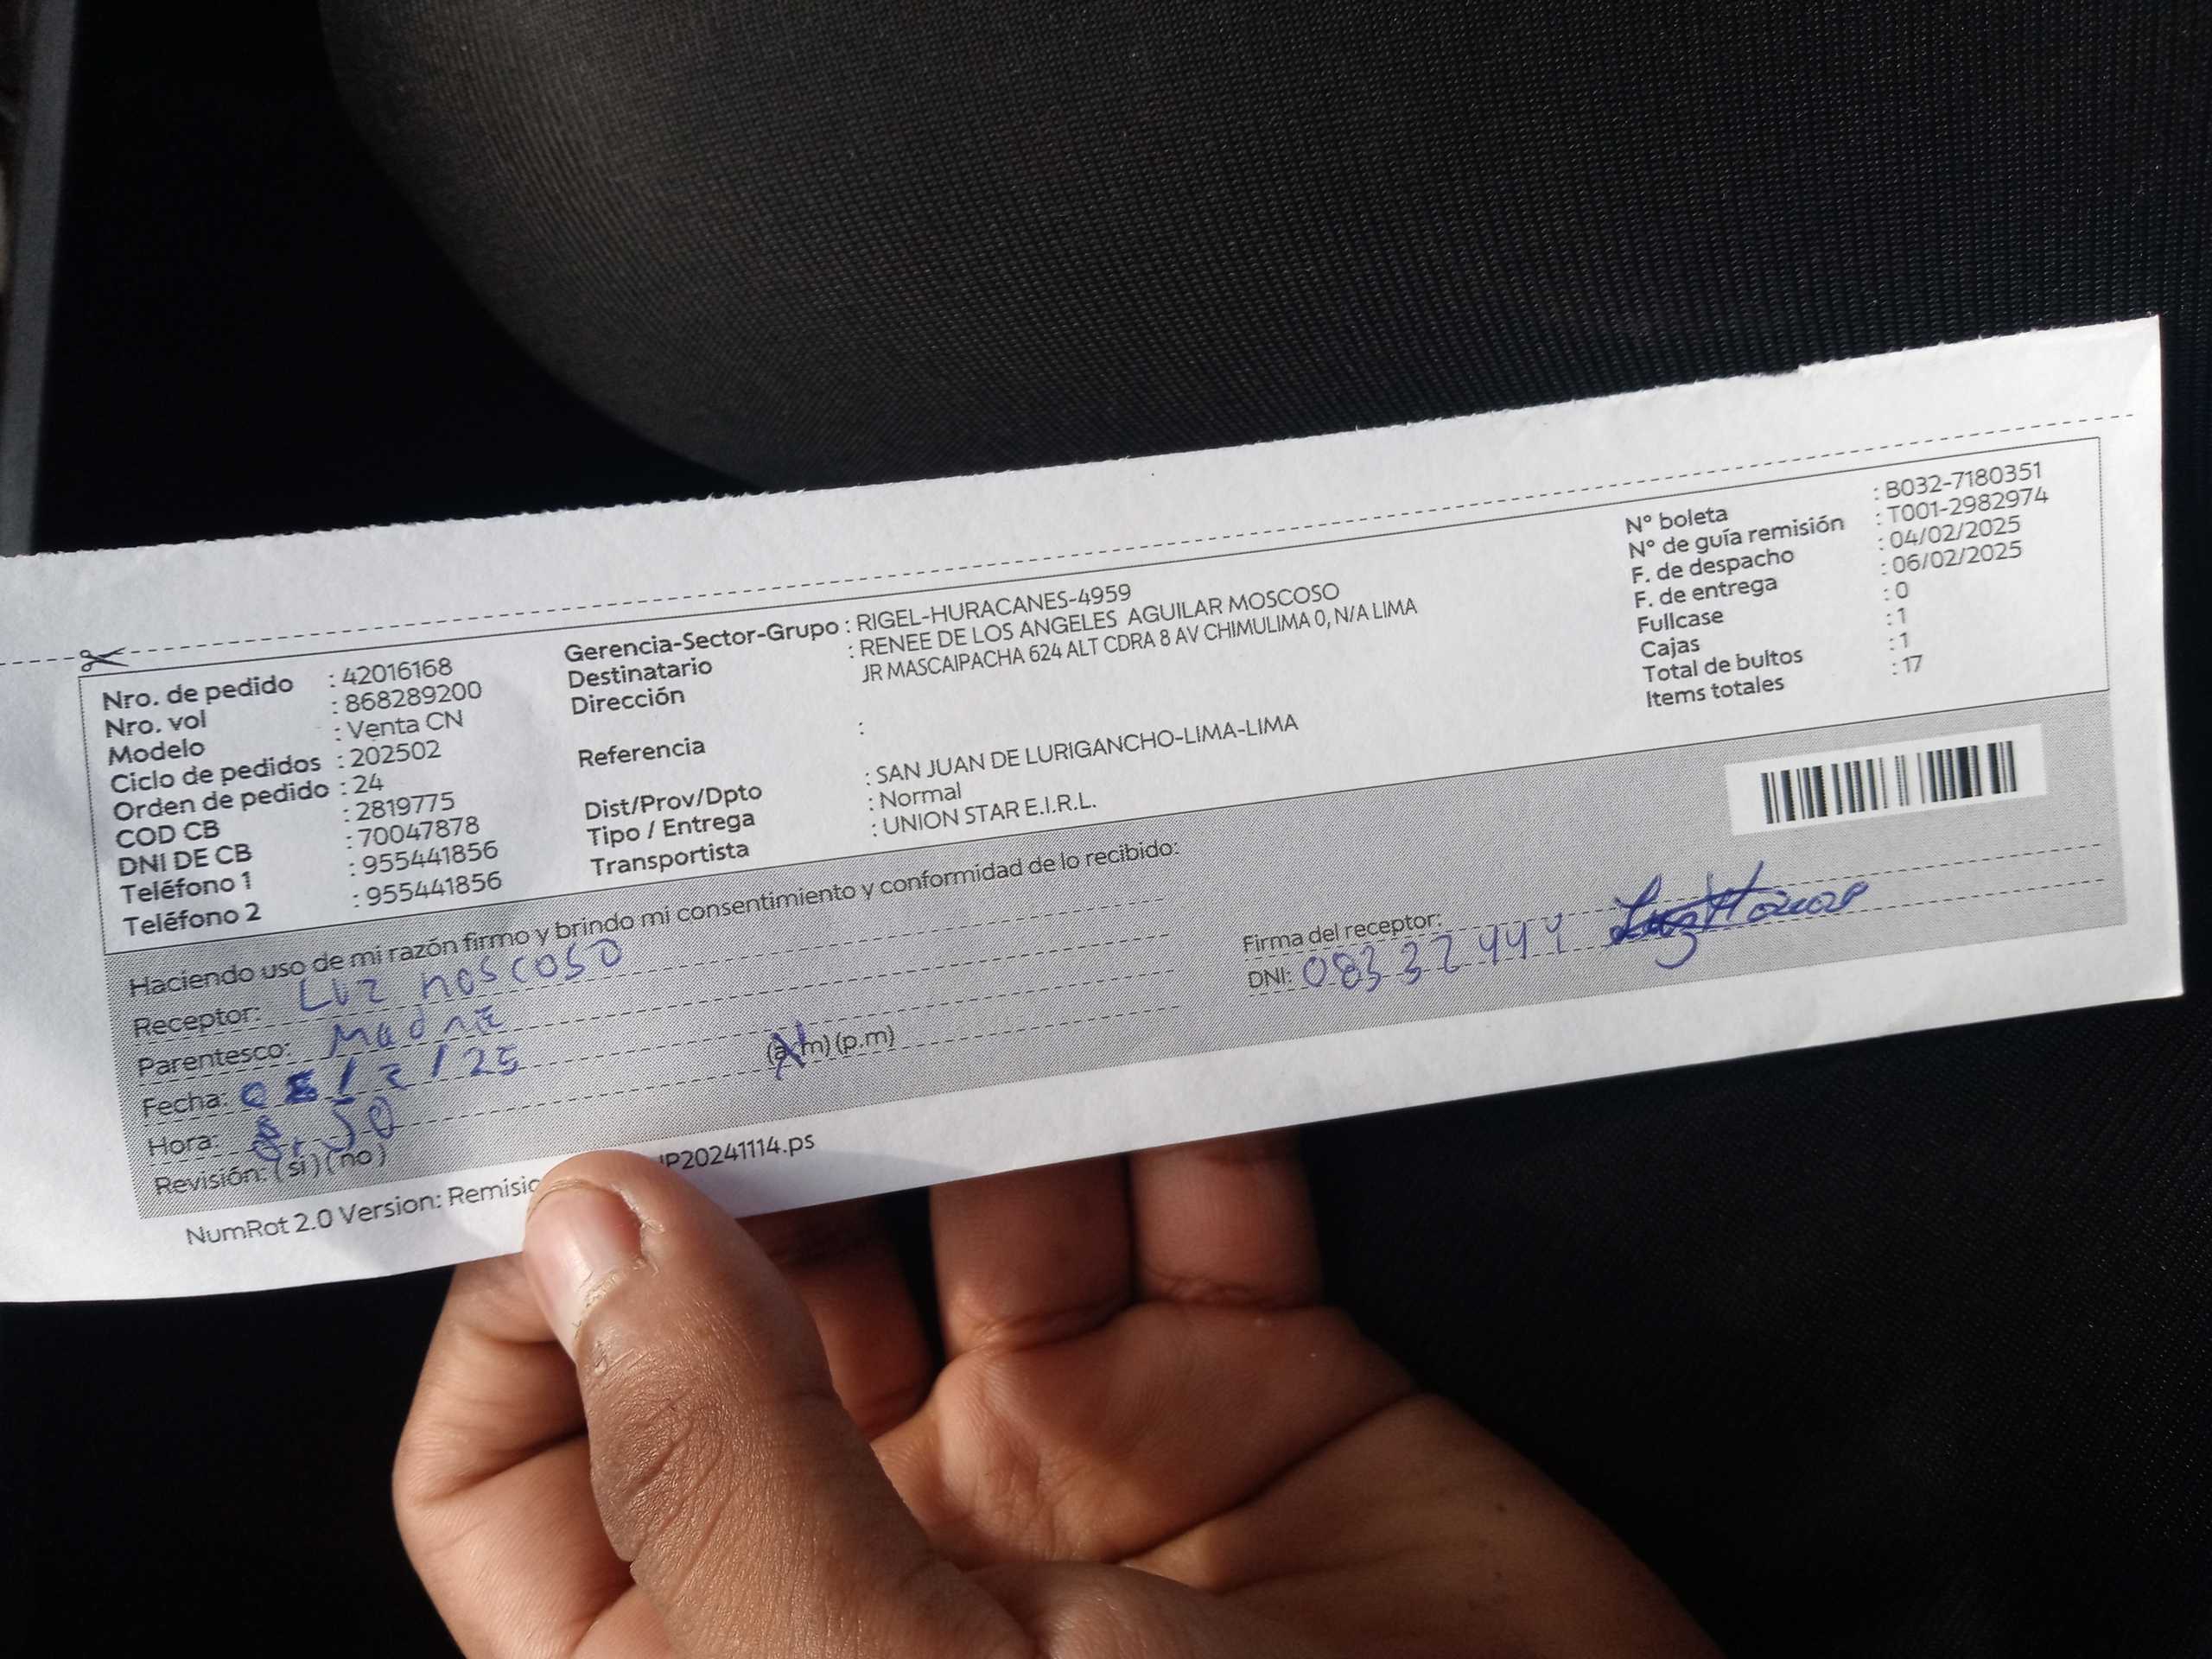 Nro. de pedido : 42016168
Nro. vol : 868289200
Modelo : Venta CN
Ciclo de pedidos : 202502
Orden de pedido : 24
COD CB : 2819775
DNI DE CB : 70047878
Teléfono 1 : 955441856
Teléfono 2 : 955441856
Gerencia-Sector-Grupo : RIGEL-HURACANES-4959
Destinatario : RENEE DE LOS ANGELES AGUILAR MOSCOSO
Dirección JR MASCAIPACHA 624 ALT CDRA 8 AV CHIMULIMA 0, N/A LIMA
Referencia :
Dist/Prov/Dpto : SAN JUAN DE LURIGANCHO-LIMA-LIMA
Tipo / Entrega : Normal
Transportista : UNION STAR E.I.R.L.
N° boleta : B032-7180351
N° de guía remisión : T001-2982974
F. de despacho : 04/02/2025
F. de entrega : 06/02/2025
Fullcase : 0
Cajas : 1
Total de bultos : 1
Items totales : 17
Haciendo uso de mi razón firmo y brindo mi consentimiento y conformidad de lo recibido:
Receptor: Luz Moscoso
Parentesco: Madre
Fecha: /2/25
Hora: 8:50 (a.m) (p.m)
Revisión: (si) (no)
Firma del receptor:
DNI: 08332444
NumRot 2.0 Version: Remisio P20241114.ps